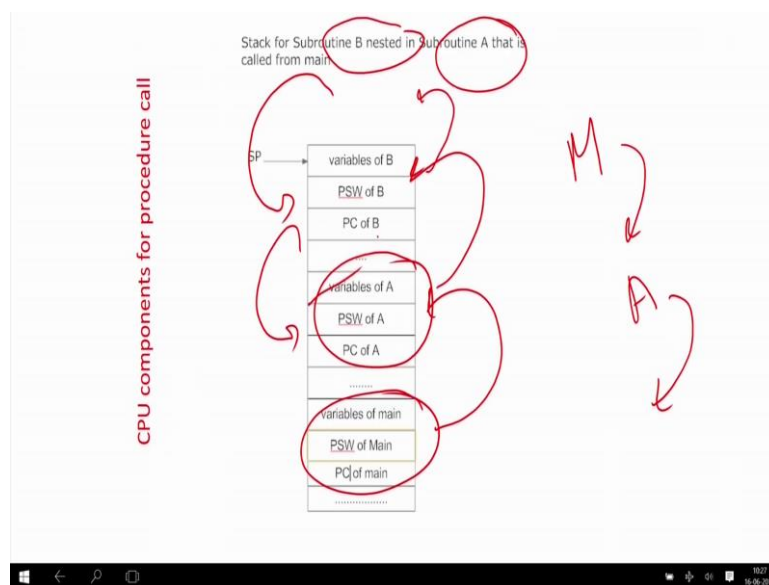 Stack for Subroutine B nested in Subroutine A that is
called from main
CPU components for procedure call
SP
variables of B
PSW of B
PC of B
........
variables of A
PSW of A
PC of A
........
variables of main
PSW of Main
PC of main
..................
M
A
10:27